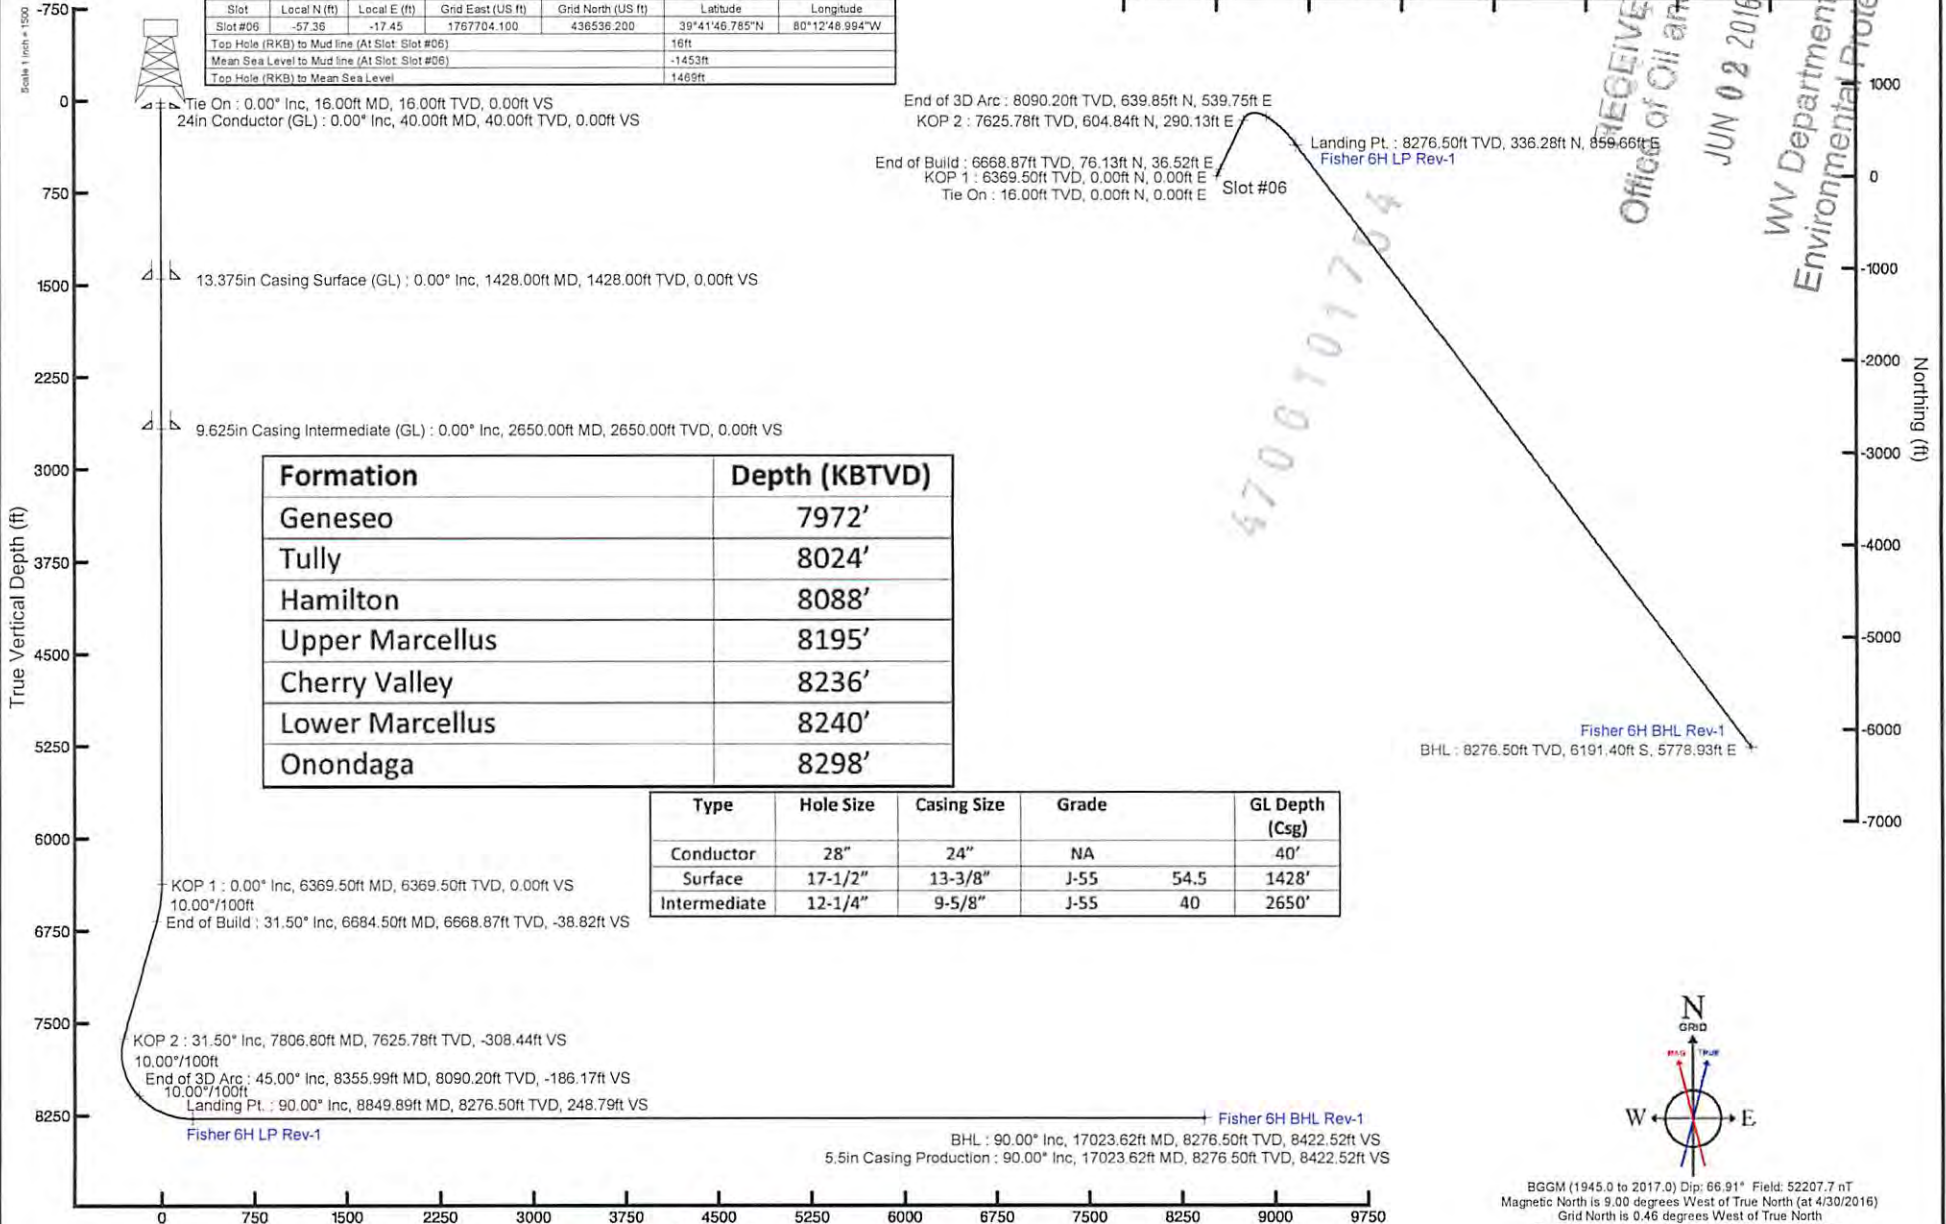 Scale 1 inch = 1500
Slot Local N (ft) Local E (ft) Grid East (US ft) Grid North (US ft) Latitude Longitude
Slot #06 -57.36 -17.45 1767704.100 436536.200 39°41'46.785"N 80°12'48.994"W
Top Hole (RKB) to Mud line (At Slot: Slot #06) 16ft
Mean Sea Level to Mud line (At Slot: Slot #06) -1453ft
Top Hole (RKB) to Mean Sea Level 1469ft
True Vertical Depth (ft)
-750
0
750
1500
2250
3000
3750
4500
5250
6000
6750
7500
8250
Tie On : 0.00° Inc, 16.00ft MD, 16.00ft TVD, 0.00ft VS
24in Conductor (GL) : 0.00° Inc, 40.00ft MD, 40.00ft TVD, 0.00ft VS
13.375in Casing Surface (GL) : 0.00° Inc, 1428.00ft MD, 1428.00ft TVD, 0.00ft VS
9.625in Casing Intermediate (GL) : 0.00° Inc, 2650.00ft MD, 2650.00ft TVD, 0.00ft VS
End of 3D Arc : 8090.20ft TVD, 639.85ft N, 539.75ft E
KOP 2 : 7625.78ft TVD, 604.84ft N, 290.13ft E
Landing Pt. : 8276.50ft TVD, 336.28ft N, 859.66ft E
Fisher 6H LP Rev-1
End of Build : 6668.87ft TVD, 76.13ft N, 36.52ft E
KOP 1 : 6369.50ft TVD, 0.00ft N, 0.00ft E
Tie On : 16.00ft TVD, 0.00ft N, 0.00ft E
Slot #06
RECEIVE
Office of Oil an
JUN 02 2016
WV Department
Environmental Prote
4706101704
1000
0
-1000
-2000
-3000
-4000
-5000
-6000
-7000
Northing (ft)
Fisher 6H BHL Rev-1
BHL : 8276.50ft TVD, 6191.40ft S, 5778.93ft E
Formation Depth (KBTVD)
Geneseo 7972'
Tully 8024'
Hamilton 8088'
Upper Marcellus 8195'
Cherry Valley 8236'
Lower Marcellus 8240'
Onondaga 8298'
Type Hole Size Casing Size Grade GL Depth (Csg)
Conductor 28" 24" NA 40'
Surface 17-1/2" 13-3/8" J-55 54.5 1428'
Intermediate 12-1/4" 9-5/8" J-55 40 2650'
KOP 1 : 0.00° Inc, 6369.50ft MD, 6369.50ft TVD, 0.00ft VS
10.00°/100ft
End of Build : 31.50° Inc, 6684.50ft MD, 6668.87ft TVD, -38.82ft VS
KOP 2 : 31.50° Inc, 7806.80ft MD, 7625.78ft TVD, -308.44ft VS
10.00°/100ft
End of 3D Arc : 45.00° Inc, 8355.99ft MD, 8090.20ft TVD, -186.17ft VS
10.00°/100ft
Landing Pt. : 90.00° Inc, 8849.89ft MD, 8276.50ft TVD, 248.79ft VS
Fisher 6H LP Rev-1
Fisher 6H BHL Rev-1
BHL : 90.00° Inc, 17023.62ft MD, 8276.50ft TVD, 8422.52ft VS
5.5in Casing Production : 90.00° Inc, 17023.62ft MD, 8276.50ft TVD, 8422.52ft VS
N
GRID
MAG TRUE
W E
BGGM (1945.0 to 2017.0) Dip: 66.91° Field: 52207.7 nT
Magnetic North is 9.00 degrees West of True North (at 4/30/2016)
Grid North is 0.46 degrees West of True North
0 750 1500 2250 3000 3750 4500 5250 6000 6750 7500 8250 9000 9750